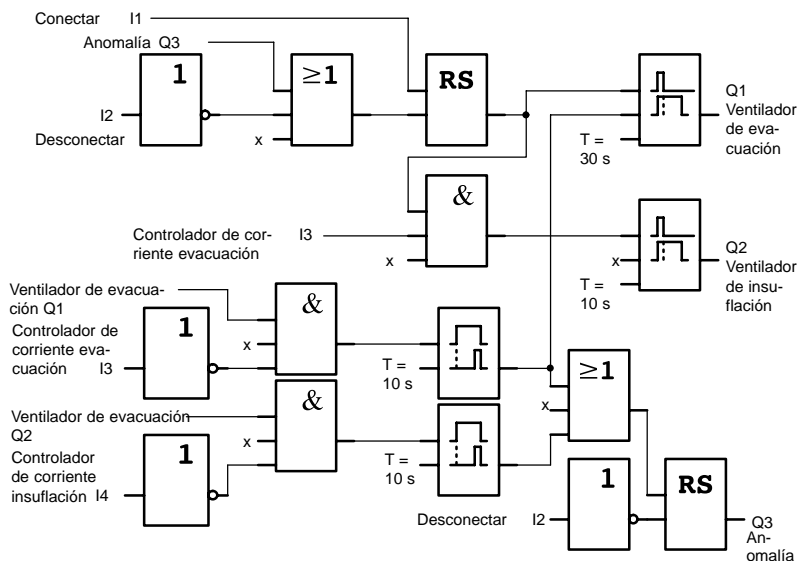 Conectar I1
Anomalía Q3
1
≥1
RS
I2
Desconectar
x
Q1
Ventilador
de eva-
cuación
T =
30 s
&
Controlador de cor-
riente evacuación
I3
x
Q2
Ventilador
de insu-
flación
x
T =
10 s
Ventilador de evacua-
ción Q1
Controlador de
corriente eva-
cuación I3
1
&
x
T =
10 s
≥1
x
Ventilador de evacuación
Q2
Controlador
de corriente
insuflación I4
1
&
x
T =
10 s
Desconectar I2
1
RS
Q3
An-
omalía